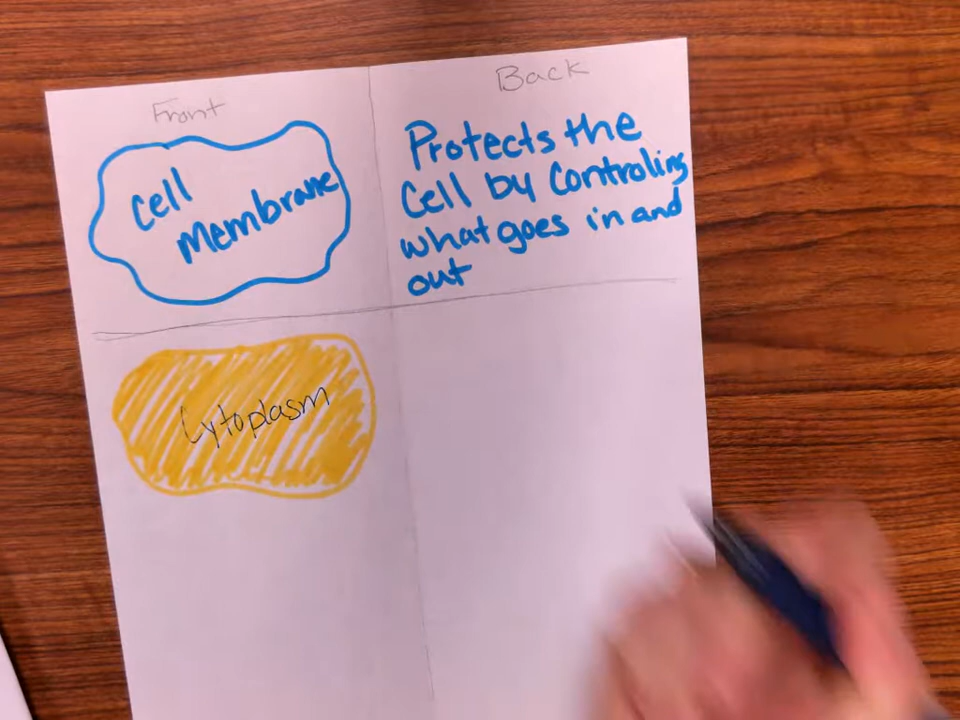 Front
Back
Cell
Membrane
Protects the
Cell by Controling
what goes in and
out
Cytoplasm